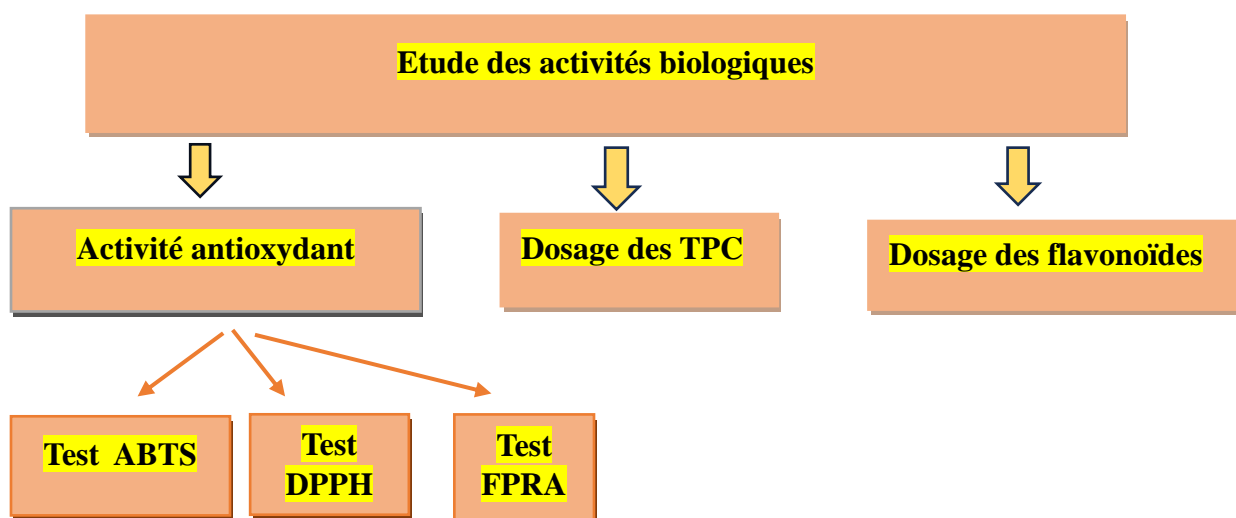 Etude des activités biologiques
Activité antioxydant
Dosage des TPC
Dosage des flavonoïdes
Test ABTS
Test
DPPH
Test
FPRA